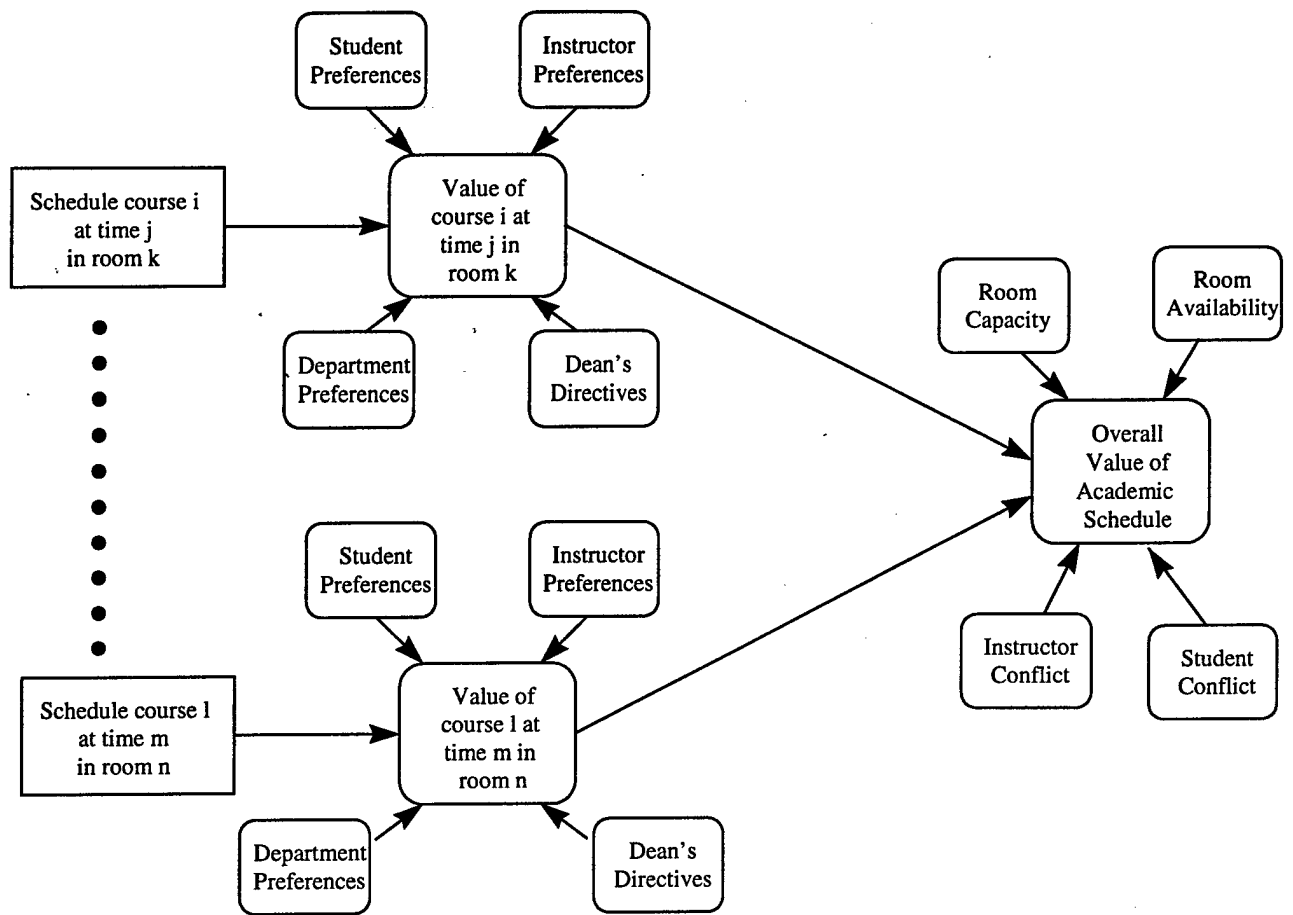 Student
Preferences
Instructor
Preferences
Schedule course i
at time j
in room k
Value of
course i at
time j in
room k
Department
Preferences
Dean's
Directives
Room
Capacity
Room
Availability
Overall
Value of
Academic
Schedule
Instructor
Conflict
Student
Conflict
Student
Preferences
Instructor
Preferences
Schedule course l
at time m
in room n
Value of
course l at
time m in
room n
Department
Preferences
Dean's
Directives